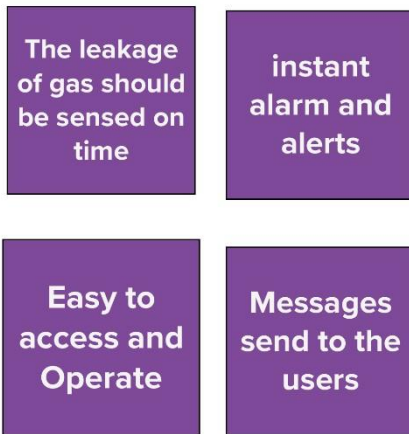 The leakage
of gas should
be sensed on
time
instant
alarm and
alerts
Easy to
access and
Operate
Messages
send to the
users